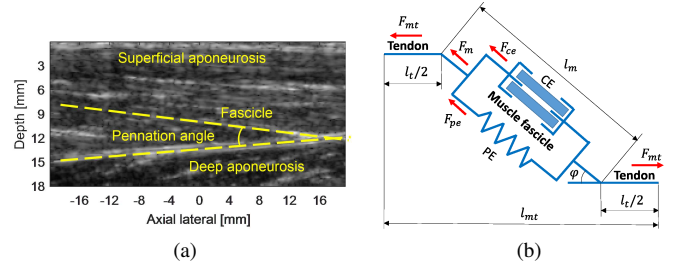 Superficial aponeurosis
Fascicle
Pennation angle
Deep aponeurosis
Depth [mm]
3
6
9
12
15
18
-16 -12 -8 -4 0 4 8 12 16
Axial lateral [mm]
(a)
F_mt
Tendon
l_t/2
F_m
F_ce
l_m
CE
Muscle fascicle
F_pe
PE
φ
F_mt
Tendon
l_t/2
l_mt
(b)